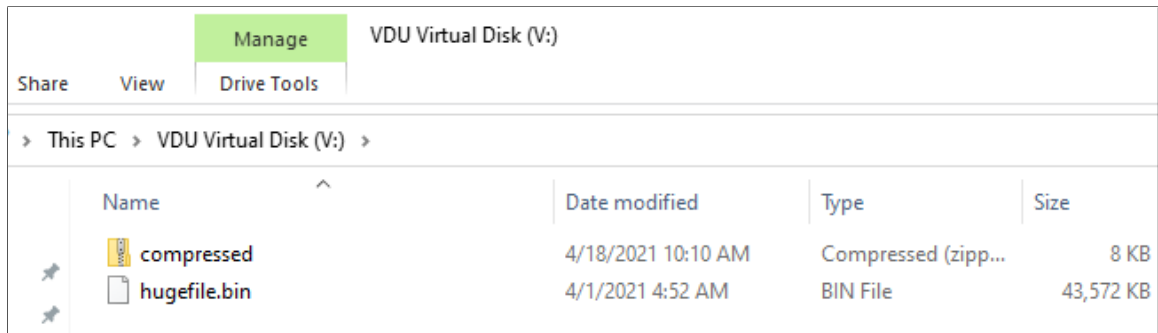 Manage VDU Virtual Disk (V:)
Share View Drive Tools
> This PC > VDU Virtual Disk (V:) >
Name Date modified Type Size
compressed 4/18/2021 10:10 AM Compressed (zipp... 8 KB
hugefile.bin 4/1/2021 4:52 AM BIN File 43,572 KB